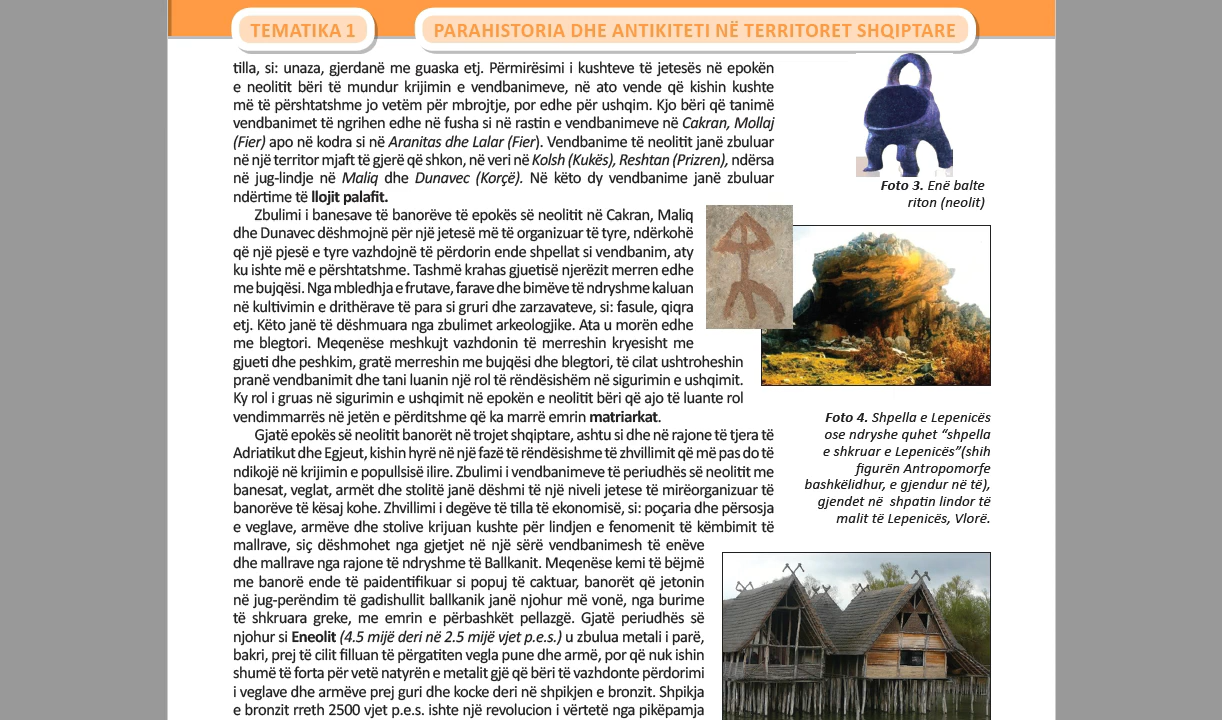 TEMATIKA 1
PARAHISTORIA DHE ANTIKITETI NË TERRITORET SHQIPTARE
tilla, si: unaza, gjerdanë me guaska etj. Përmirësimi i kushteve të jetesës në epokën
e neolitit bëri të mundur krijimin e vendbanimeve, në ato vende që kishin kushte
më të përshtatshme jo vetëm për mbrojtje, por edhe për ushqim. Kjo bëri që tanimë
vendbanimet të ngrihen edhe në fusha si në rastin e vendbanimeve në Cakran, Mollaj
(Fier) apo në kodra si në Aranitas dhe Lalar (Fier). Vendbanime të neolitit janë zbuluar
në një territor mjaft të gjerë që shkon, në veri në Kolsh (Kukës), Reshtan (Prizren), ndërsa
në jug-lindje në Maliq dhe Dunavec (Korçë). Në këto dy vendbanime janë zbuluar
ndërtime të llojit palafit.
Zbulimi i banesave të banorëve të epokës së neolitit në Cakran, Maliq
dhe Dunavec dëshmojnë për një jetesë më të organizuar të tyre, ndërkohë
që një pjesë e tyre vazhdojnë të përdorin ende shpellat si vendbanim, aty
ku ishte më e përshtatshme. Tashmë krahas gjuetisë njerëzit merren edhe
me bujqësi. Nga mbledhja e frutave, farave dhe bimëve të ndryshme kaluan
në kultivimin e drithërave të para si gruri dhe zarzavateve, si: fasule, qiqra
etj. Këto janë të dëshmuara nga zbulimet arkeologjike. Ata u morën edhe
me blegtori. Meqenëse meshkujt vazhdonin të merreshin kryesisht me
gjueti dhe peshkim, gratë merreshin me bujqësi dhe blegtori, të cilat ushtroheshin
pranë vendbanimit dhe tani luanin një rol të rëndësishëm në sigurimin e ushqimit.
Ky rol i gruas në sigurimin e ushqimit në epokën e neolitit bëri që ajo të luante rol
vendimmarrës në jetën e përditshme që ka marrë emrin matriarkat.
Gjatë epokës së neolitit banorët në trojet shqiptare, ashtu si dhe në rajone të tjera të
Adriatikut dhe Egjeut, kishin hyrë në një fazë të rëndësishme të zhvillimit që më pas do të
ndikojë në krijimin e popullsisë ilire. Zbulimi i vendbanimeve të periudhës së neolitit me
banesat, veglat, armët dhe stolitë janë dëshmi të një niveli jetese të mirëorganizuar të
banorëve të kësaj kohe. Zhvillimi i degëve të tilla të ekonomisë, si: poçaria dhe përsosja
e veglave, armëve dhe stolive krijuan kushte për lindjen e fenomenit të këmbimit të
mallrave, siç dëshmohet nga gjetjet në një sërë vendbanimesh të enëve
dhe mallrave nga rajone të ndryshme të Ballkanit. Meqenëse kemi të bëjmë
me banorë ende të paidentifikuar si popuj të caktuar, banorët që jetonin
në jug-perëndim të gadishullit ballkanik janë njohur më vonë, nga burime
të shkruara greke, me emrin e përbashkët pellazgë. Gjatë periudhës së
njohur si Eneolit (4.5 mijë deri në 2.5 mijë vjet p.e.s.) u zbulua metali i parë,
bakri, prej të cilit filluan të përgatiten vegla pune dhe armë, por që nuk ishin
shumë të forta për vetë natyrën e metalit gjë që bëri të vazhdonte përdorimi
i veglave dhe armëve prej guri dhe kocke deri në shpikjen e bronzit. Shpikja
e bronzit rreth 2500 vjet p.e.s. ishte një revolucion i vërtetë nga pikëpamja
Foto 3. Enë balte
riton (neolit)
Foto 4. Shpella e Lepenicës
ose ndryshe quhet “shpella
e shkruar e Lepenicës”(shih
figurën Antropomorfe
bashkëlidhur, e gjendur në të),
gjendet në shpatin lindor të
malit të Lepenicës, Vlorë.